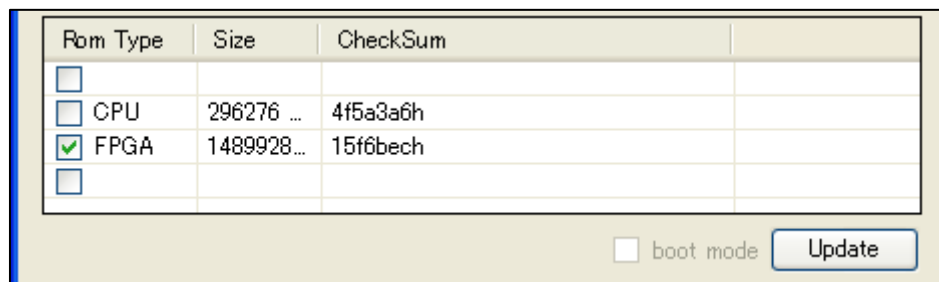 Rom Type Size CheckSum
CPU 296276 ... 4f5a3a6h
FPGA 1489928... 15f6bech
boot mode Update